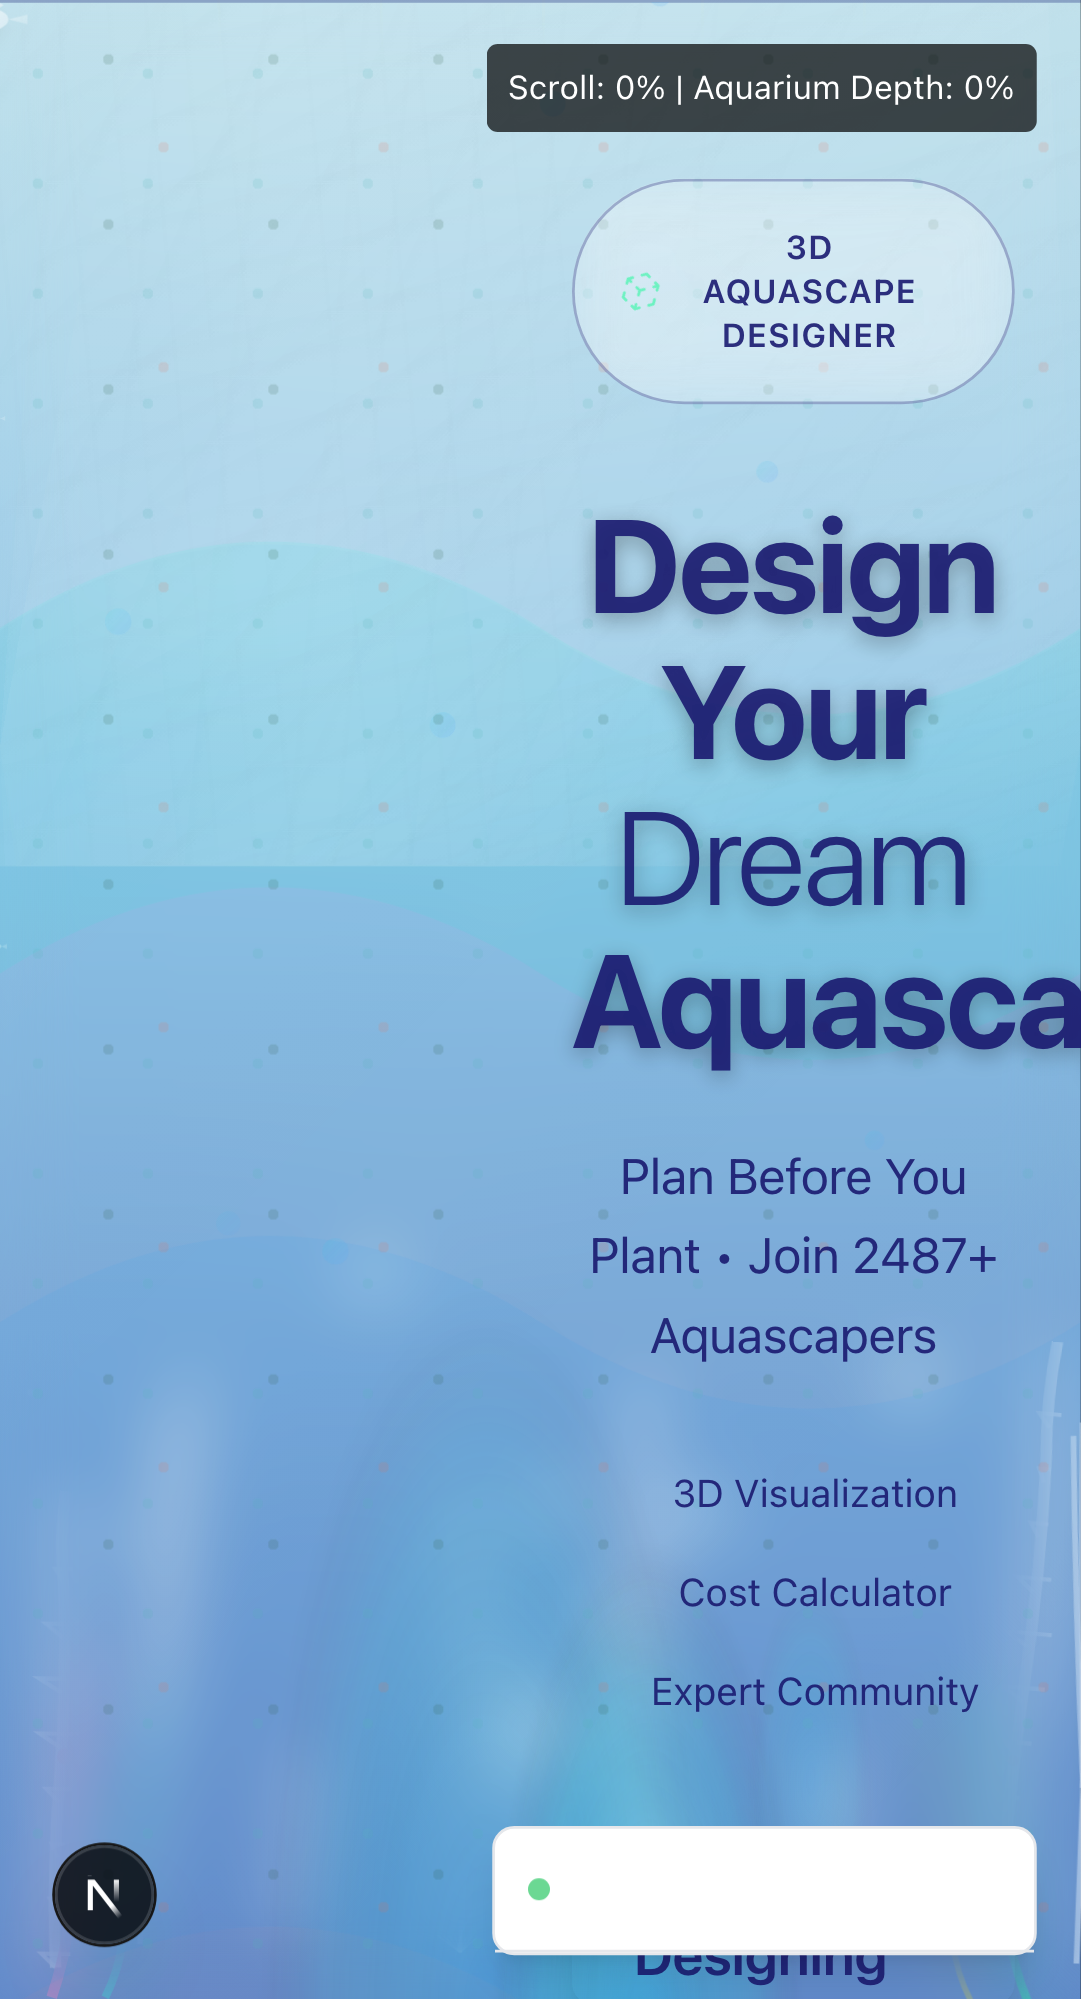 Scroll: 0% | Aquarium Depth: 0%
3D
AQUASCAPE
DESIGNER
Design
Your
Dream
Aquasca
Plan Before You
Plant • Join 2487+
Aquascapers
3D Visualization
Cost Calculator
Expert Community
N
Designing